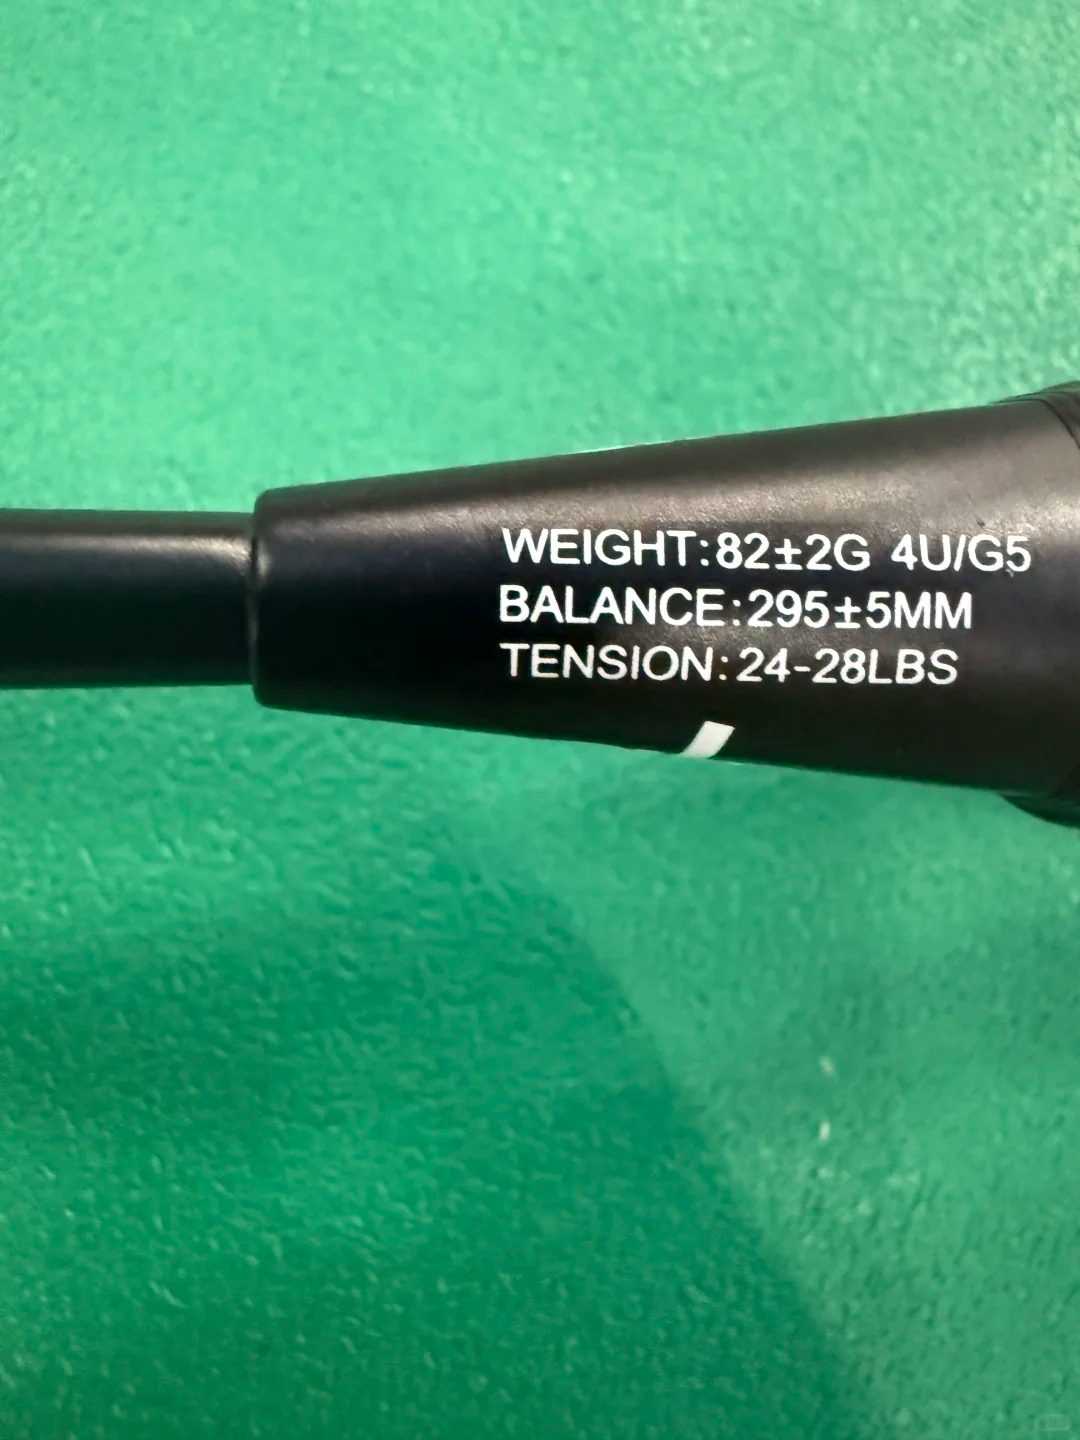 WEIGHT:82±2G 4U/G5
BALANCE:295±5MM
TENSION:24-28LBS